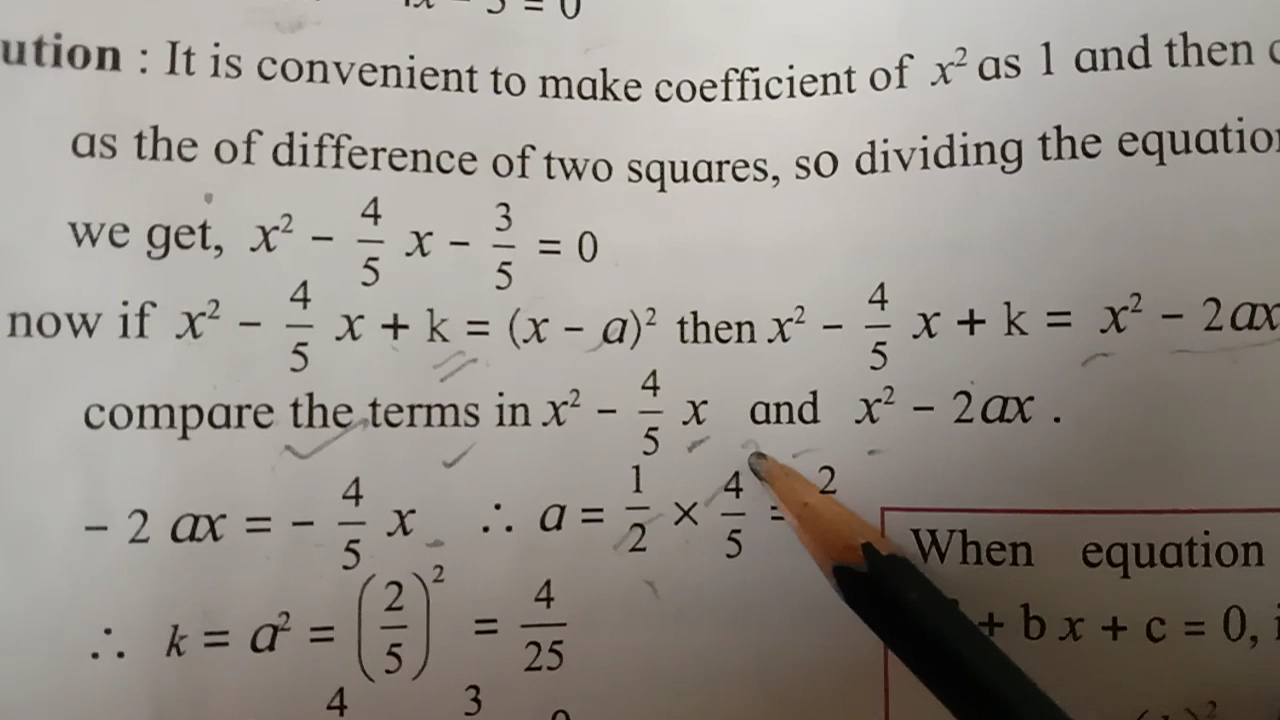 = 0
ution : It is convenient to make coefficient of x² as 1 and then
as the of difference of two squares, so dividing the equatio
we get, x² - 4/5 x - 3/5 = 0
now if x² - 4/5 x + k = (x - a)² then x² - 4/5 x + k = x² - 2ax
compare the terms in x² - 4/5 x and x² - 2ax .
- 2 ax = - 4/5 x ∴ a = 1/2 × 4/5 = 2
∴ k = a² = (2/5)² = 4/25
4 3
When equation
+ b x + c = 0,